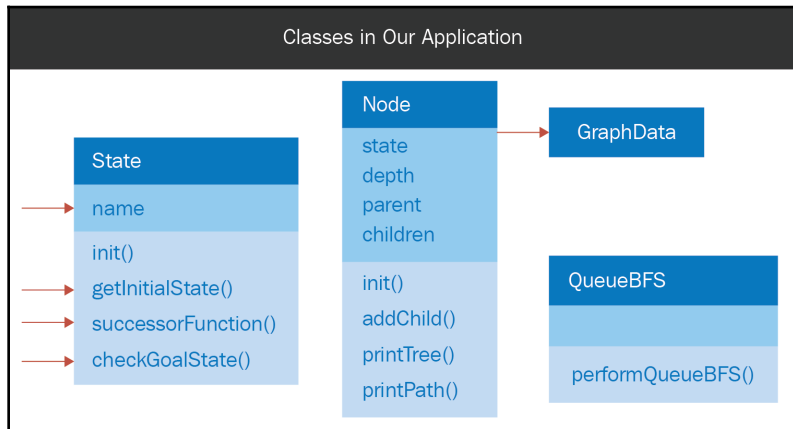 Classes in Our Application
State
name
init()
getInitialState()
successorFunction()
checkGoalState()
Node
state
depth
parent
children
init()
addChild()
printTree()
printPath()
GraphData
QueueBFS
performQueueBFS()